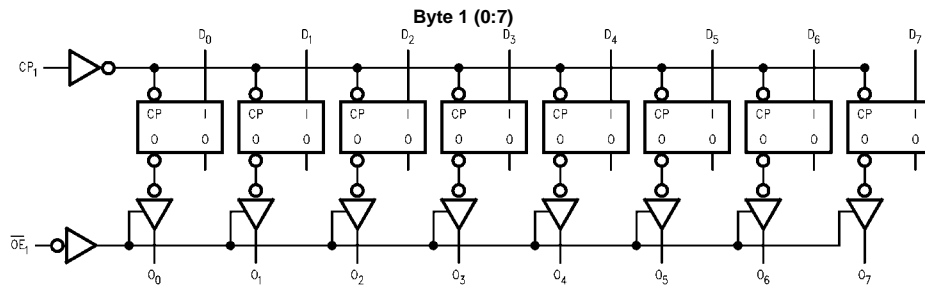 Byte 1 (0:7)
D0 D1 D2 D3 D4 D5 D6 D7
CP1
CP I CP I CP I CP I CP I CP I CP I CP I
O O O O O O O O O O O O O O O O
OE1
O0 O1 O2 O3 O4 O5 O6 O7